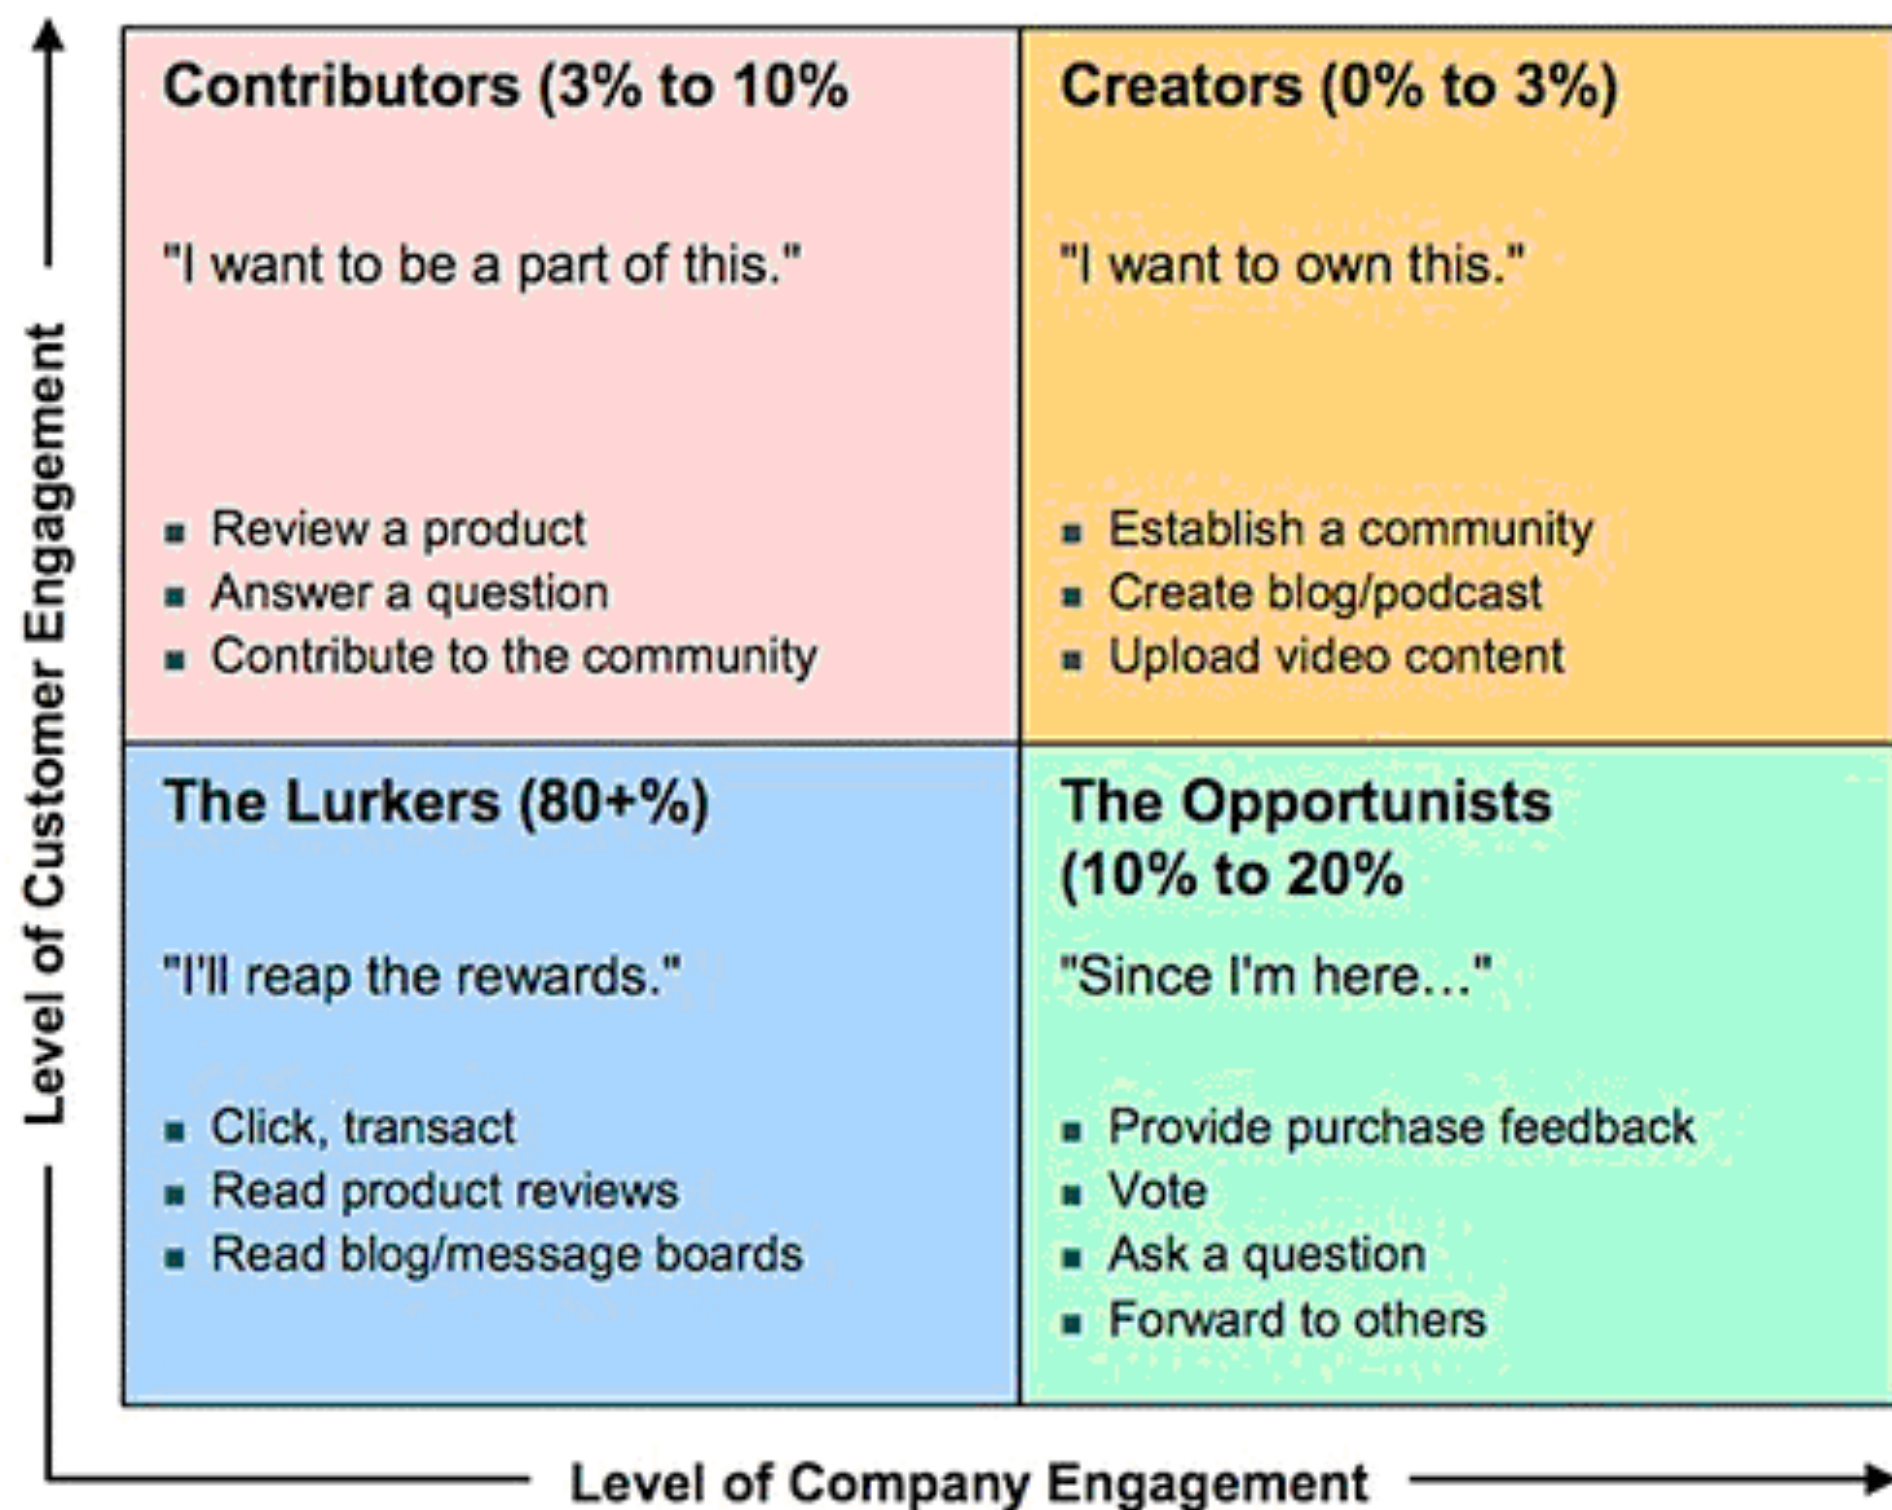 Level of Customer Engagement
Contributors (3% to 10%
"I want to be a part of this."
▪ Review a product
▪ Answer a question
▪ Contribute to the community
Creators (0% to 3%)
"I want to own this."
▪ Establish a community
▪ Create blog/podcast
▪ Upload video content
The Lurkers (80+%)
"I'll reap the rewards."
▪ Click, transact
▪ Read product reviews
▪ Read blog/message boards
The Opportunists
(10% to 20%
"Since I'm here..."
▪ Provide purchase feedback
▪ Vote
▪ Ask a question
▪ Forward to others
Level of Company Engagement